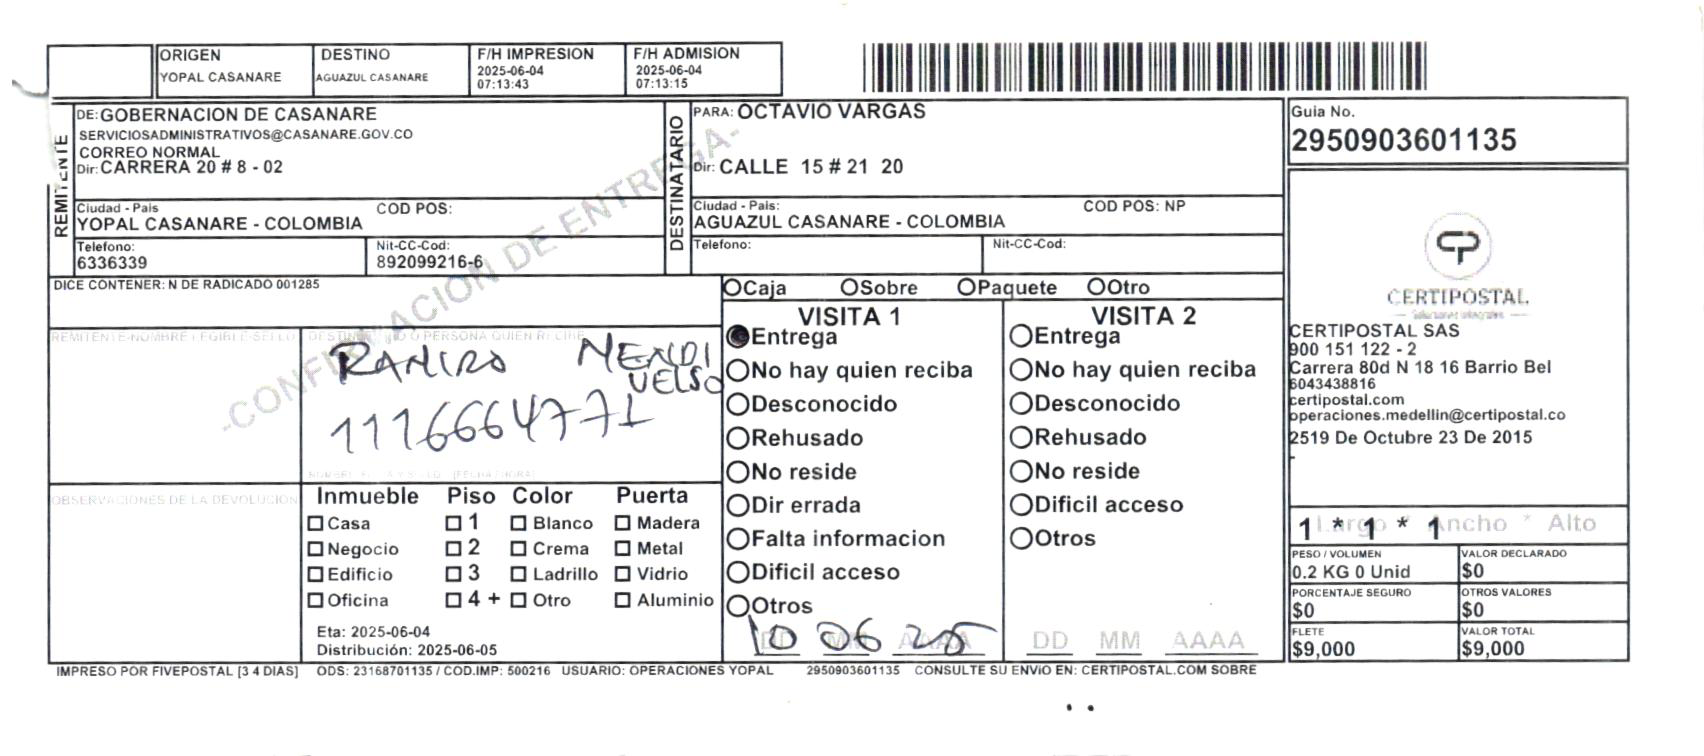 ORIGEN
YOPAL CASANARE
DESTINO
AGUAZUL CASANARE
F/H IMPRESION
2025-06-04
07:13:43
F/H ADMISION
2025-06-04
07:13:15
REMITENTE
DE: GOBERNACION DE CASANARE
SERVICIOSADMINISTRATIVOS@CASANARE.GOV.CO
CORREO NORMAL
Dir: CARRERA 20 # 8 - 02
Ciudad - Pais
COD POS:
YOPAL CASANARE - COLOMBIA
Telefono:
6336339
Nit-CC-Cod:
892099216-6
DESTINATARIO
PARA: OCTAVIO VARGAS
Dir: CALLE 15 # 21 20
Ciudad - Pais:
COD POS: NP
AGUAZUL CASANARE - COLOMBIA
Telefono:
Nit-CC-Cod:
Guia No.
2950903601135
-CONFIRMACION DE ENTREGA-
DICE CONTENER: N DE RADICADO 001285
Caja Sobre Paquete Otro
REMITENTE-NOMBRE LEGIBLE-SELLO
DESTINATARIO O PERSONA QUIEN RECIBE
RAMIRO MENDI
VELSO
1116664771
VISITA 1
Entrega
No hay quien reciba
Desconocido
Rehusado
No reside
Dir errada
Falta informacion
Dificil acceso
Otros
DD MM AAAA
10 06 25
VISITA 2
Entrega
No hay quien reciba
Desconocido
Rehusado
No reside
Dificil acceso
Otros
DD MM AAAA
OBSERVACIONES DE LA DEVOLUCION
Inmueble Piso Color Puerta
Casa 1 Blanco Madera
Negocio 2 Crema Metal
Edificio 3 Ladrillo Vidrio
Oficina 4 + Otro Aluminio
Eta: 2025-06-04
Distribución: 2025-06-05
CERTIPOSTAL
CERTIPOSTAL SAS
900 151 122 - 2
Carrera 80d N 18 16 Barrio Bel
6043438816
certipostal.com
operaciones.medellin@certipostal.co
2519 De Octubre 23 De 2015
-
Largo * Ancho * Alto
1 * 1 * 1
PESO / VOLUMEN
0.2 KG 0 Unid
VALOR DECLARADO
$0
PORCENTAJE SEGURO
$0
OTROS VALORES
$0
FLETE
$9,000
VALOR TOTAL
$9,000
IMPRESO POR FIVEPOSTAL [3 4 DIAS] ODS: 23168701135 / COD.IMP: 500216 USUARIO: OPERACIONES YOPAL 2950903601135 CONSULTE SU ENVIO EN: CERTIPOSTAL.COM SOBRE